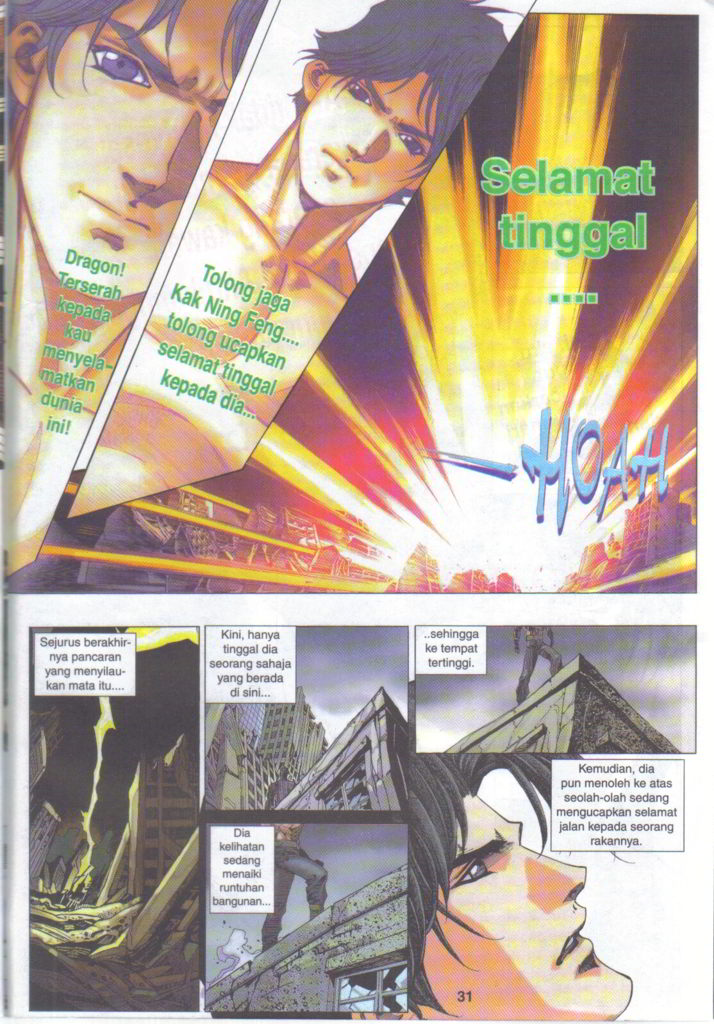 Dragon!
Terserah
kepada
kau
menyela-
matkan
dunia
ini!
Tolong jaga
Kak Ning Feng....
tolong ucapkan
selamat tinggal
kepada dia...
Selamat
tinggal
....
HOAH
Sejurus berakhir-
nya pancaran
yang menyilau-
kan mata itu....
Kini, hanya
tinggal dia
seorang sahaja
yang berada
di sini...
..sehingga
ke tempat
tertinggi.
Dia
kelihatan
sedang
menaiki
runtuhan
bangunan...
Kemudian, dia
pun menoleh ke atas
seolah-olah sedang
mengucapkan selamat
jalan kepada seorang
rakannya.
31